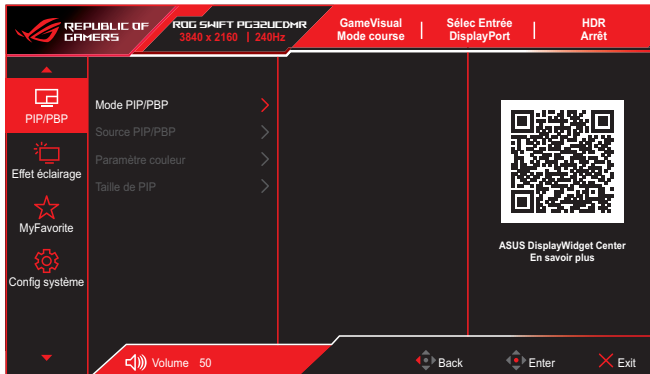 REPUBLIC OF
GAMERS
ROG SWIFT PG32UCDMR
3840 x 2160 | 240Hz
GameVisual
Mode course
Sélec Entrée
DisplayPort
HDR
Arrêt
PIP/PBP
Effet éclairage
MyFavorite
Config système
Mode PIP/PBP
Source PIP/PBP
Paramètre couleur
Taille de PIP
ASUS DisplayWidget Center
En savoir plus
Volume 50
Back
Enter
Exit